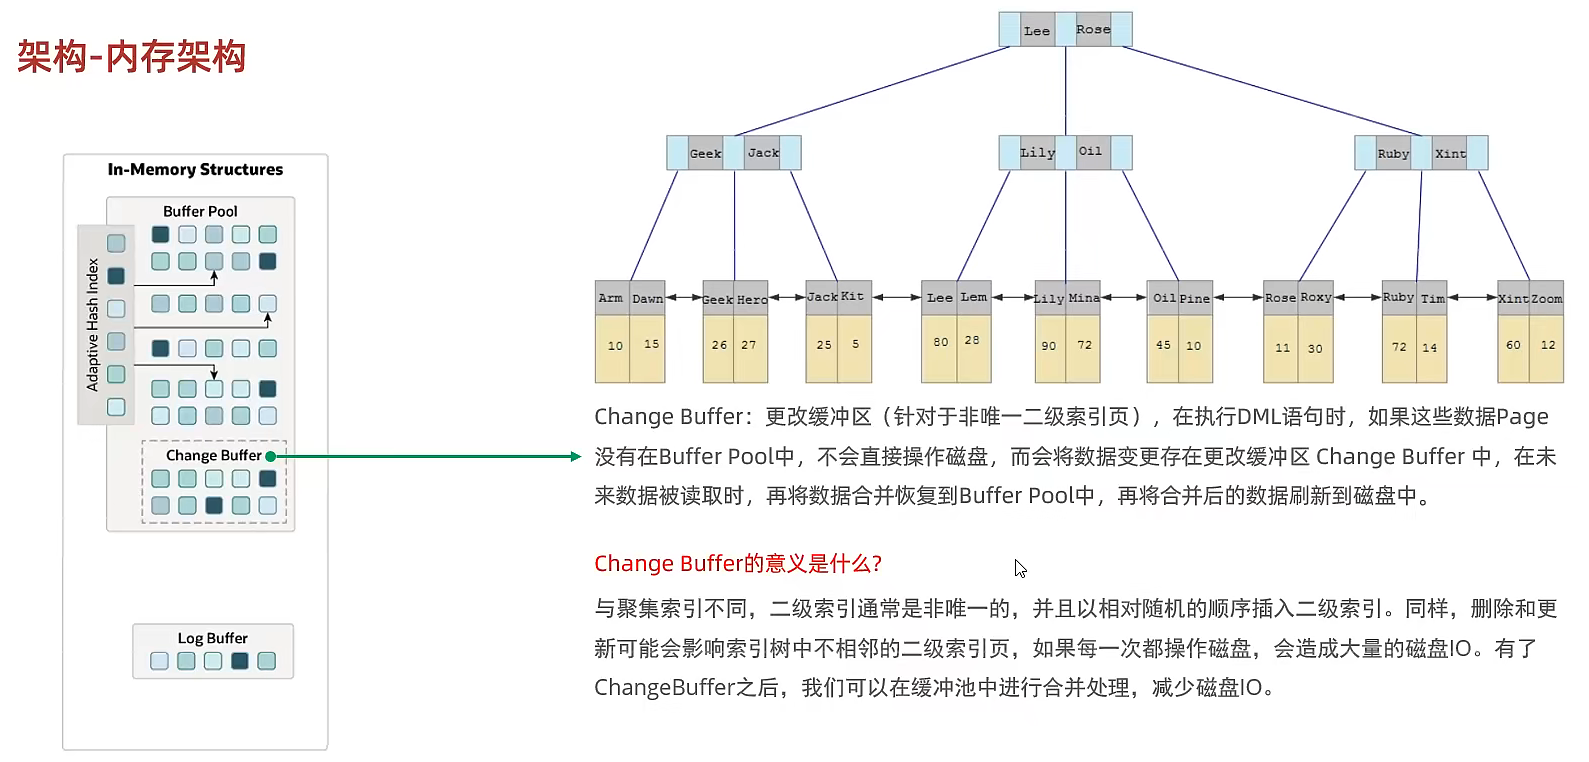 架构-内存架构
In-Memory Structures
Buffer Pool
Adaptive Hash Index
Change Buffer
Log Buffer
Lee Rose
Geek Jack
Lily Oil
Ruby Xint
Arm Dawn Geek Hero Jack Kit Lee Lem Lily Mina Oil Pine Rose Roxy Ruby Tim Xint Zoom
10 15 26 27 25 5 80 28 90 72 45 10 11 30 72 14 60 12
Change Buffer：更改缓冲区（针对于非唯一二级索引页），在执行DML语句时，如果这些数据Page
没有在Buffer Pool中，不会直接操作磁盘，而会将数据变更存在更改缓冲区 Change Buffer 中，在未
来数据被读取时，再将数据合并恢复到Buffer Pool中，再将合并后的数据刷新到磁盘中。
Change Buffer的意义是什么?
与聚集索引不同，二级索引通常是非唯一的，并且以相对随机的顺序插入二级索引。同样，删除和更
新可能会影响索引树中不相邻的二级索引页，如果每一次都操作磁盘，会造成大量的磁盘IO。有了
ChangeBuffer之后，我们可以在缓冲池中进行合并处理，减少磁盘IO。